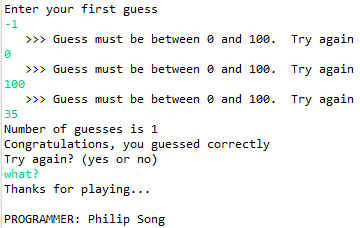 Enter your first guess
-1
>>> Guess must be between 0 and 100.  Try again
0
>>> Guess must be between 0 and 100.  Try again
100
>>> Guess must be between 0 and 100.  Try again
35
Number of guesses is 1
Congratulations, you guessed correctly
Try again? (yes or no)
what?
Thanks for playing...
PROGRAMMER: Philip Song